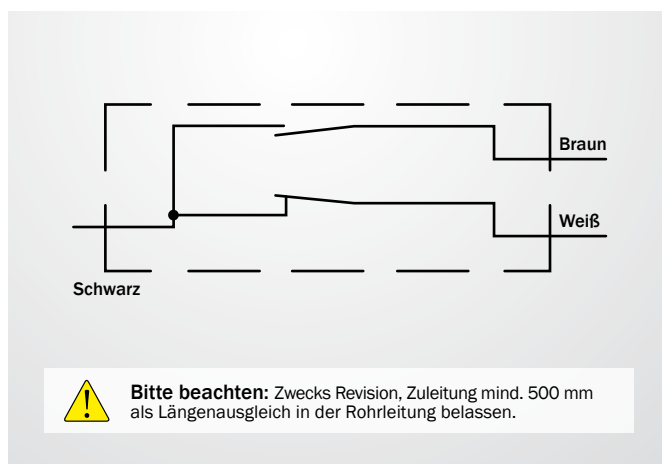 Braun
Weiß
Schwarz
Bitte beachten: Zwecks Revision, Zuleitung mind. 500 mm
als Längenausgleich in der Rohrleitung belassen.